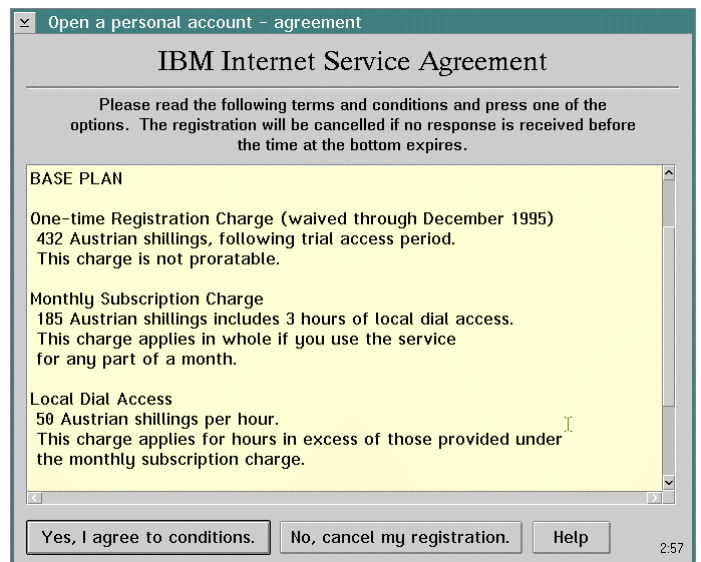 Open a personal account - agreement
IBM Internet Service Agreement
Please read the following terms and conditions and press one of the
options. The registration will be cancelled if no response is received before
the time at the bottom expires.
BASE PLAN
One-time Registration Charge (waived through December 1995)
432 Austrian shillings, following trial access period.
This charge is not proratable.
Monthly Subscription Charge
185 Austrian shillings includes 3 hours of local dial access.
This charge applies in whole if you use the service
for any part of a month.
Local Dial Access
50 Austrian shillings per hour.
This charge applies for hours in excess of those provided under
the monthly subscription charge.
Yes, I agree to conditions.
No, cancel my registration.
Help
2:57